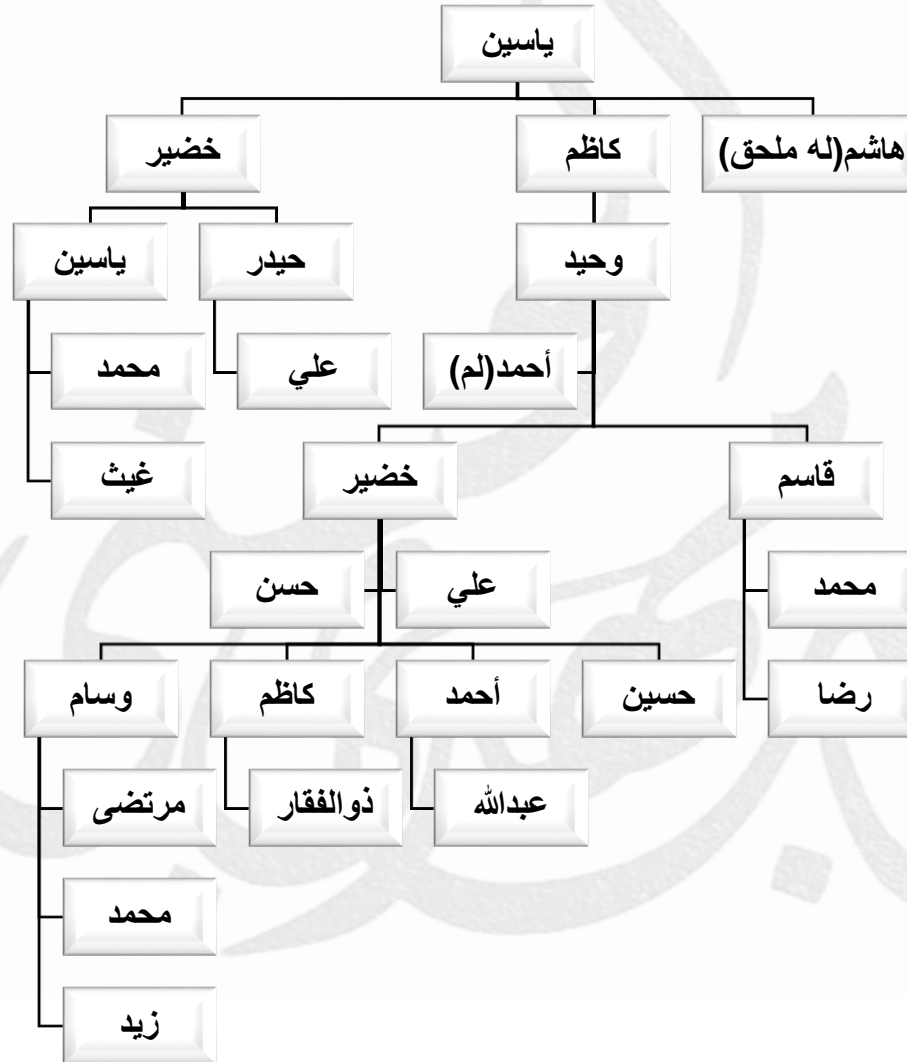 ياسين
هاشم(له ملحق)
كاظم
خضير
وحيد
حيدر
ياسين
أحمد(لم)
علي
محمد
غيث
قاسم
خضير
محمد
علي
حسن
رضا
حسين
أحمد
كاظم
وسام
عبدالله
ذوالفقار
مرتضى
محمد
زيد